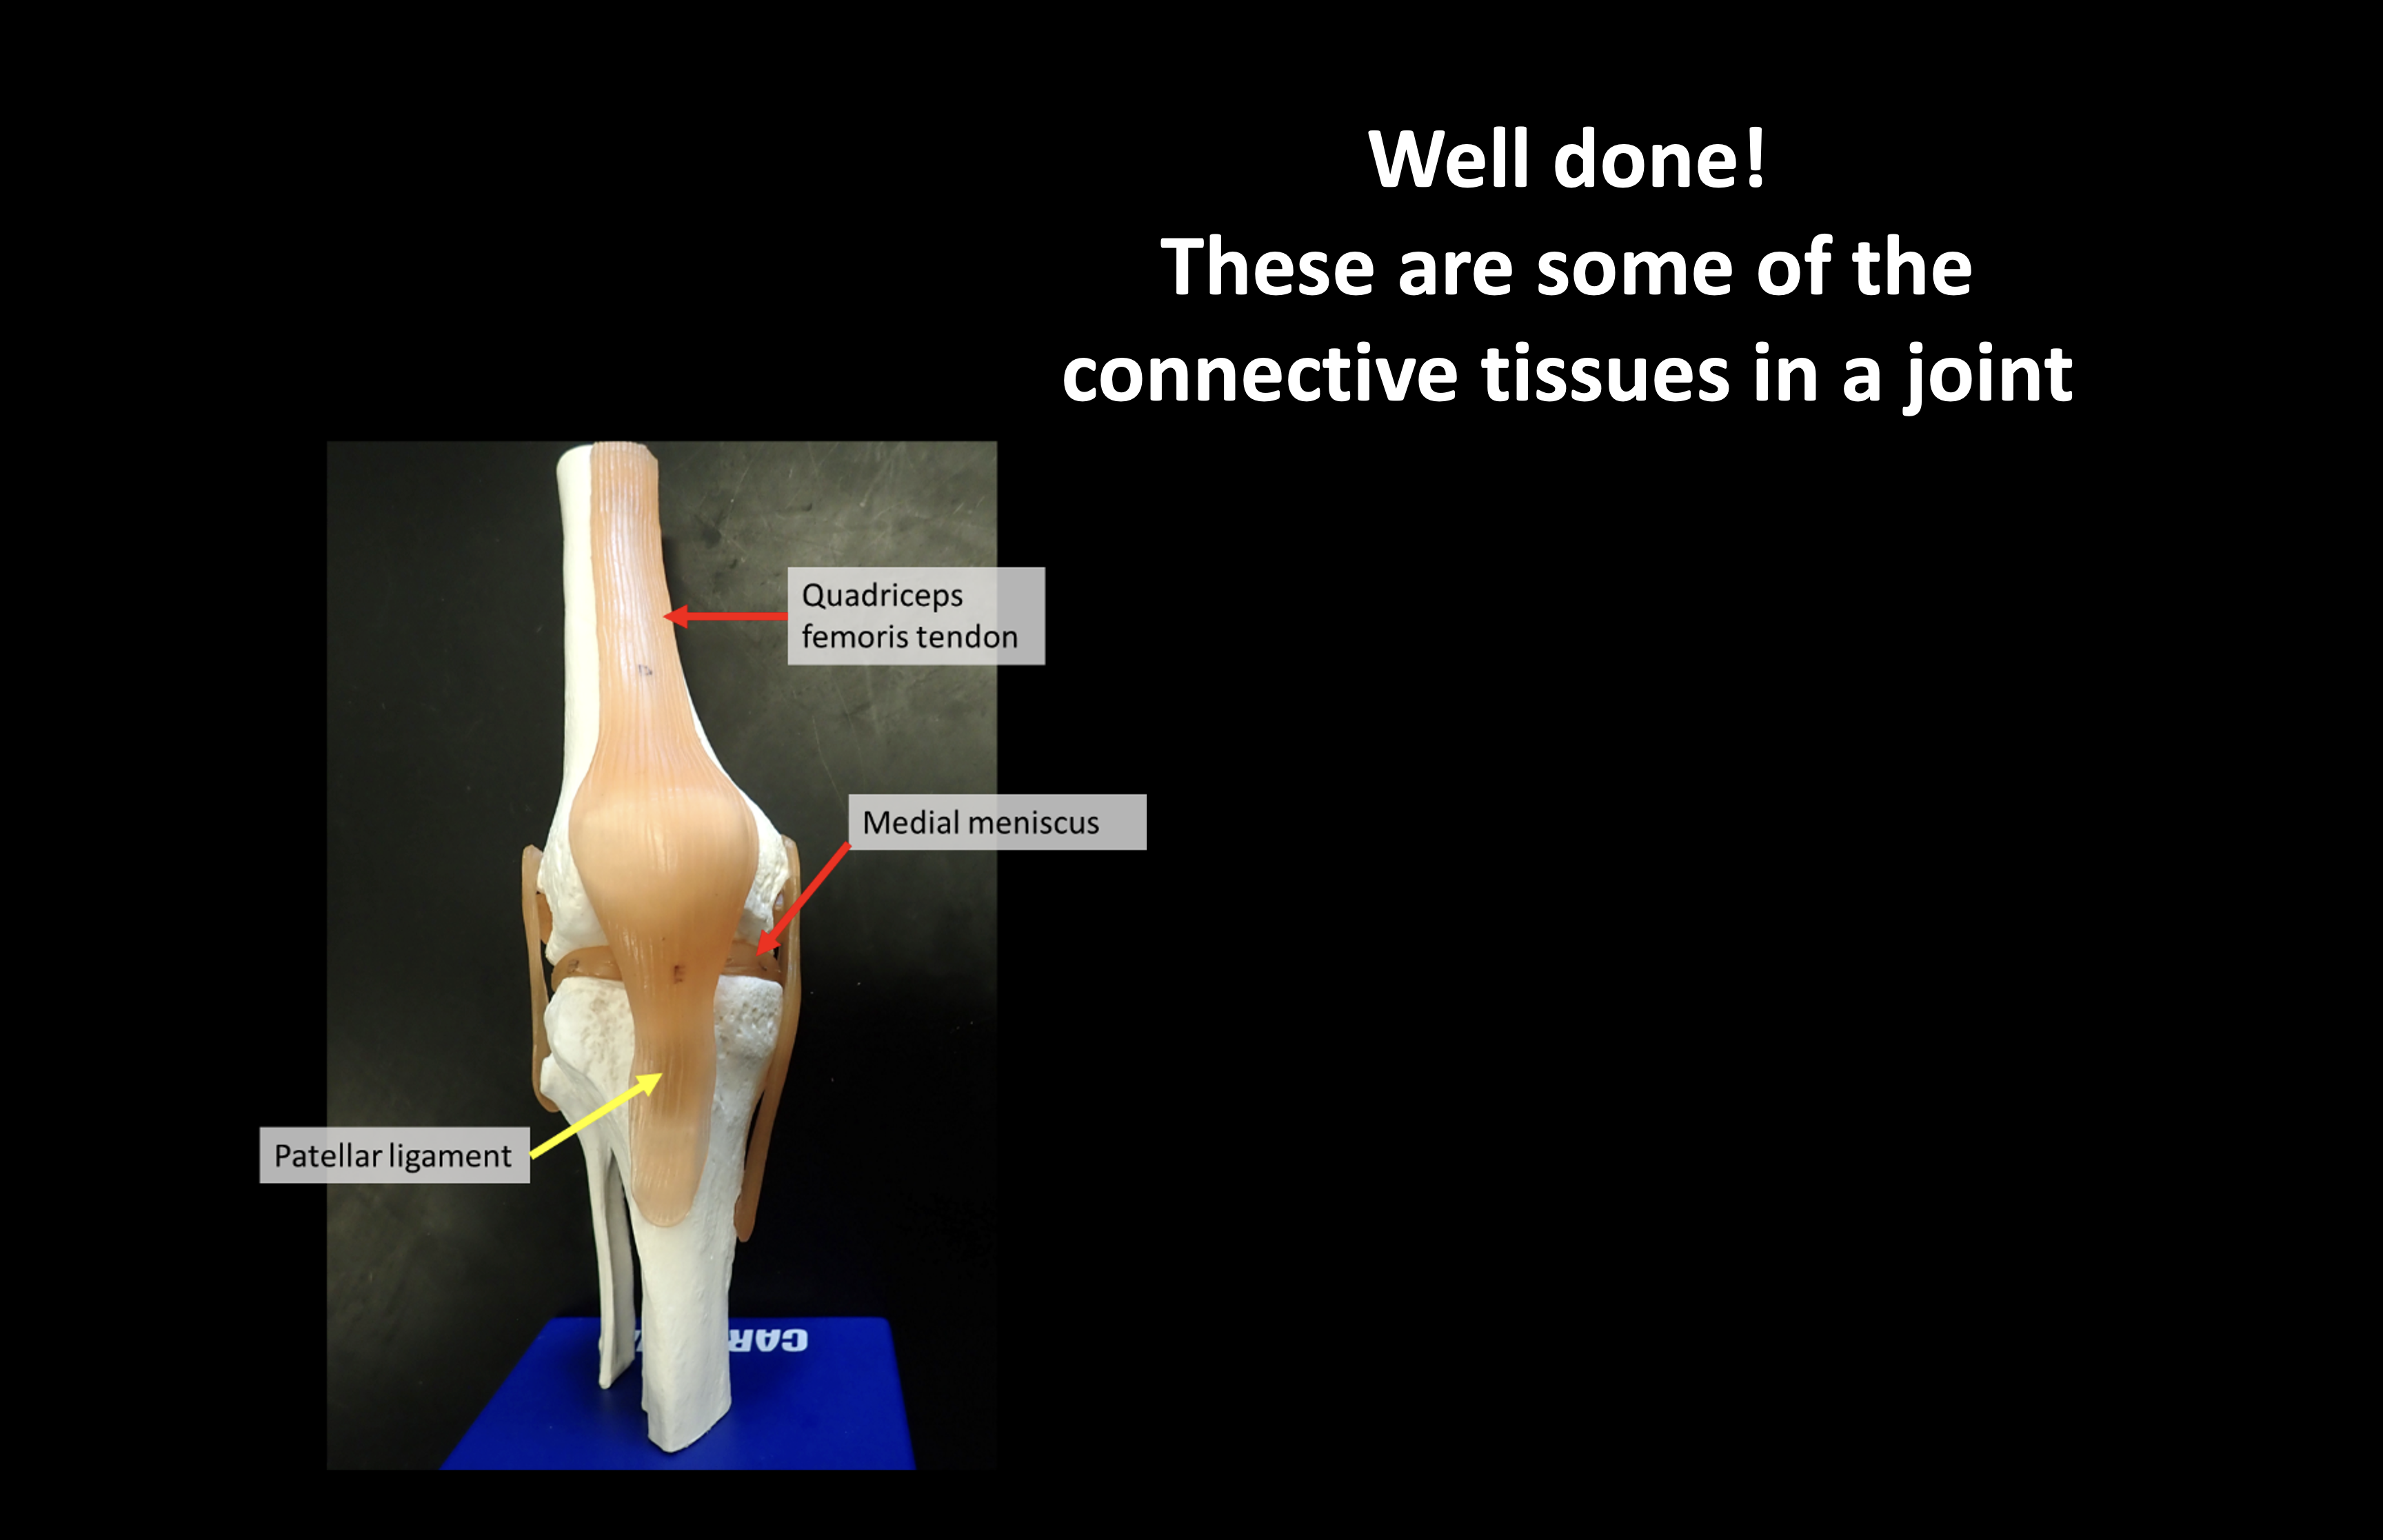 Well done!
These are some of the
connective tissues in a joint
Quadriceps
femoris tendon
Medial meniscus
Patellar ligament
CAR